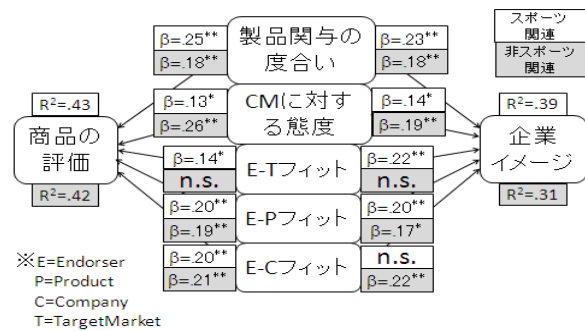 スポーツ
関連
非スポーツ
関連
β=.25**
β=.18**
製品関与の
度合い
β=.23**
β=.18**
R²=.43
商品の
評価
R²=.42
β=.13*
β=.26**
CMに対す
る態度
β=.14*
β=.19**
R²=.39
企業
イメージ
R²=.31
β=.14*
n.s.
E-Tフィット
β=.22**
n.s.
β=.20**
β=.19**
E-Pフィット
β=.20**
β=.17*
β=.20**
β=.21**
E-Cフィット
n.s.
β=.22**
※E=Endorser
P=Product
C=Company
T=TargetMarket